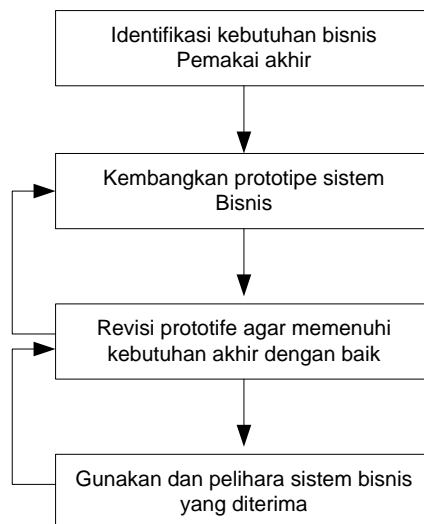 Identifikasi kebutuhan bisnis
Pemakai akhir
Kembangkan prototipe sistem
Bisnis
Revisi prototife agar memenuhi
kebutuhan akhir dengan baik
Gunakan dan pelihara sistem bisnis
yang diterima